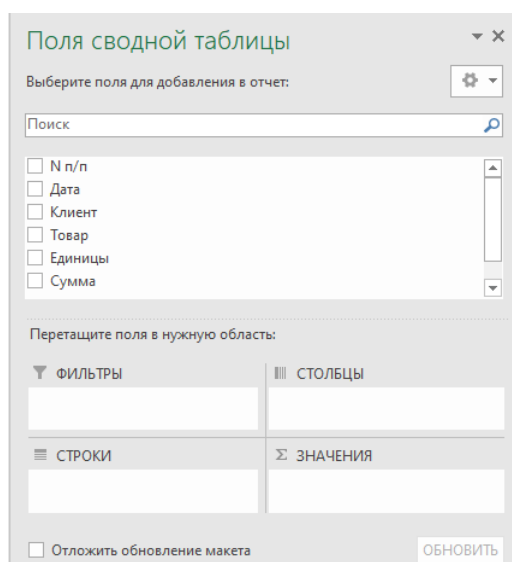 Поля сводной таблицы
Выберите поля для добавления в отчет:
Поиск
N п/п
Дата
Клиент
Товар
Единицы
Сумма
Перетащите поля в нужную область:
ФИЛЬТРЫ
СТОЛБЦЫ
СТРОКИ
Σ ЗНАЧЕНИЯ
Отложить обновление макета
ОБНОВИТЬ